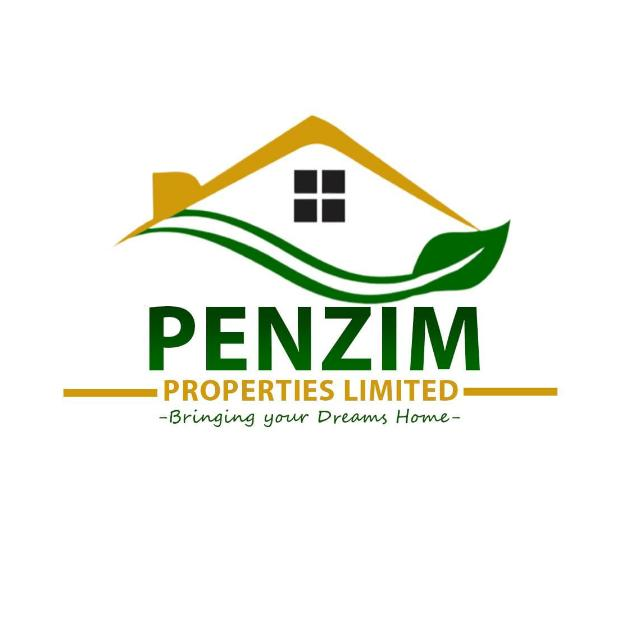 PENZIM
PROPERTIES LIMITED
-Bringing your Dreams Home-